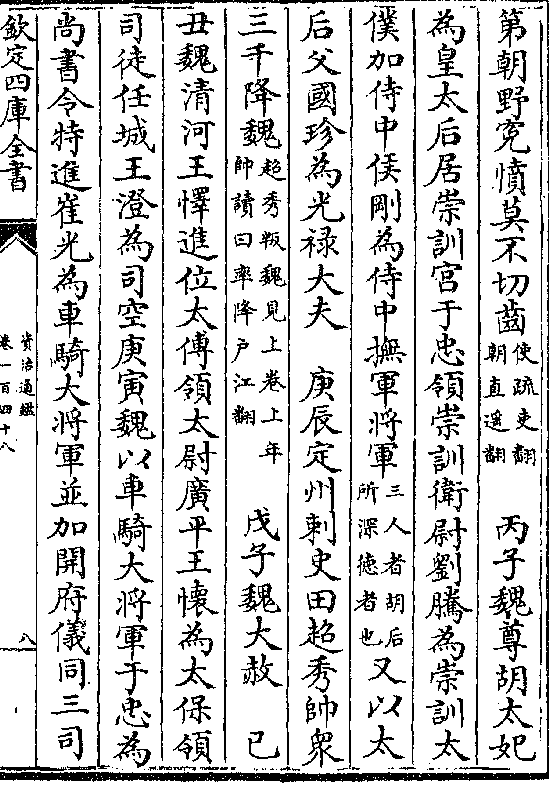 第朝野寃憤莫不切齒使疏吏翻朝直遥翻　丙子魏尊胡太妃
為皇太后居崇訓宮于忠領崇訓衛尉劉騰為崇訓太
僕加侍中侯剛為侍中撫軍將軍三人者胡后所深德者也又以太
后父國珍為光禄大夫　庚辰定州刺史田超秀帥衆
三千降魏超秀叛魏見上卷上年帥讀曰率降戶江翻　戊子魏大赦　己
丑魏清河王懌進位太傅領太尉廣平王懷為太保領
司徒任城王澄為司空庚寅魏以車騎大將軍于忠為
尚書令特進崔光為車騎大將軍並加開府儀同三司
欽定四庫全書
資治通鑑
卷一百四十八
八